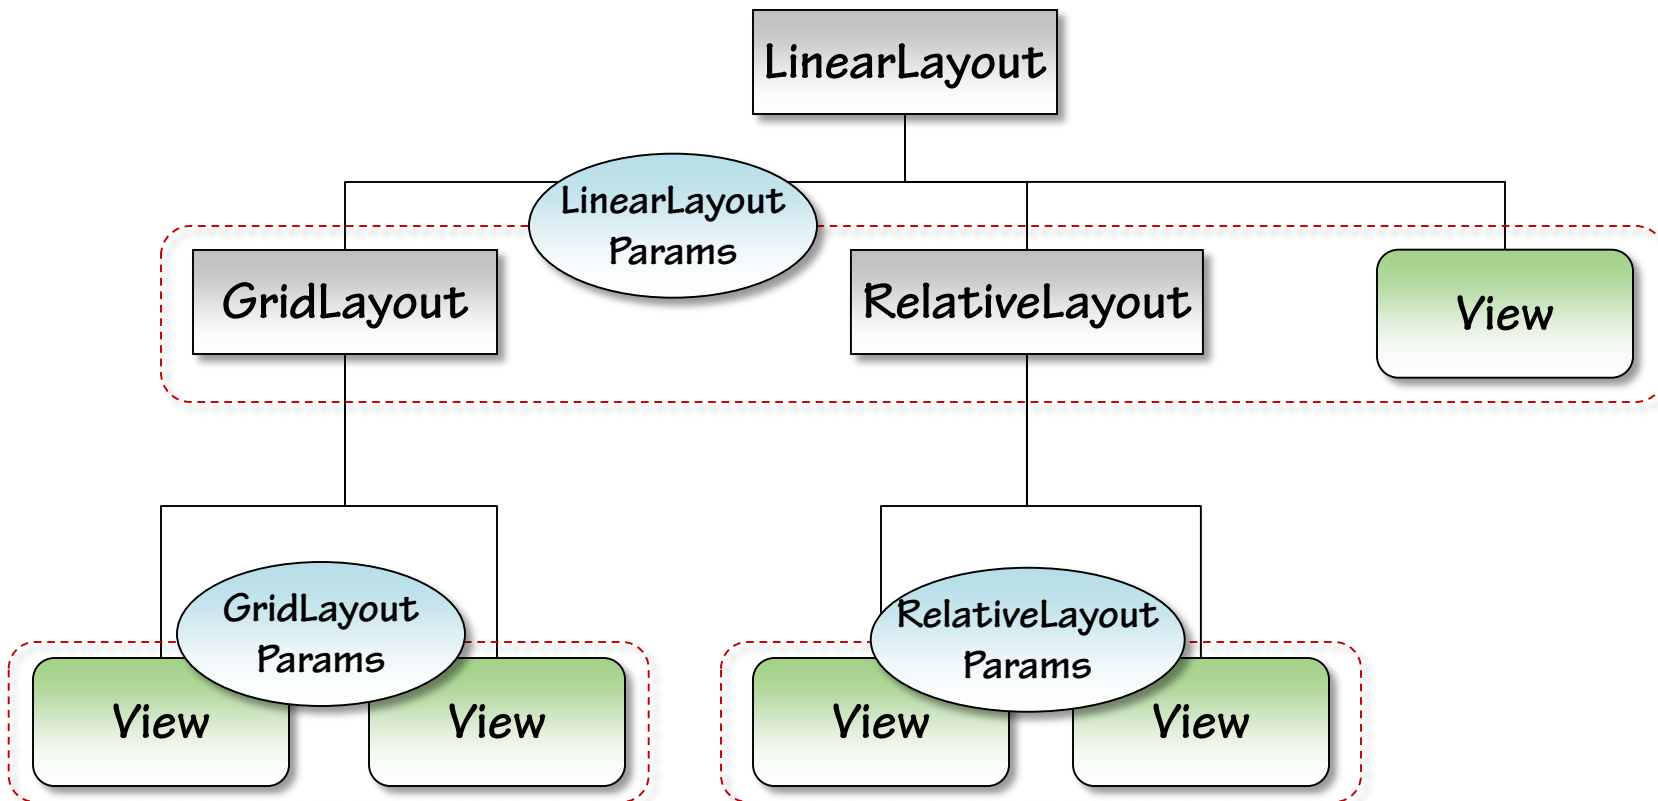 LinearLayout
LinearLayout
Params
GridLayout
RelativeLayout
View
GridLayout
Params
RelativeLayout
Params
View
View
View
View